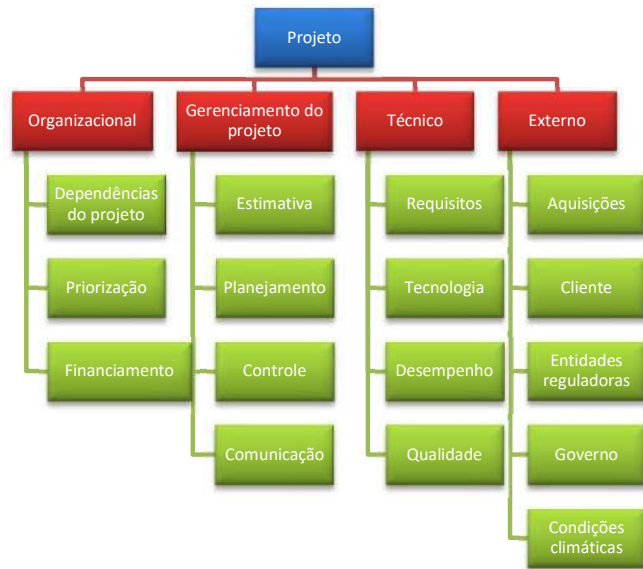 Projeto
Organizacional
Gerenciamento do
projeto
Técnico
Externo
Dependências
do projeto
Priorização
Financiamento
Estimativa
Planejamento
Controle
Comunicação
Requisitos
Tecnologia
Desempenho
Qualidade
Aquisições
Cliente
Entidades
reguladoras
Governo
Condições
climáticas